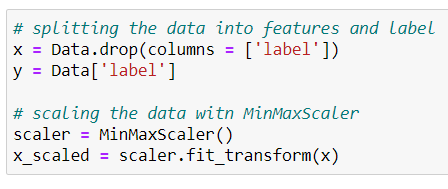 # splitting the data into features and label
x = Data.drop(columns = ['label'])
y = Data['label']
# scaling the data witn MinMaxScaler
scaler = MinMaxScaler()
x_scaled = scaler.fit_transform(x)